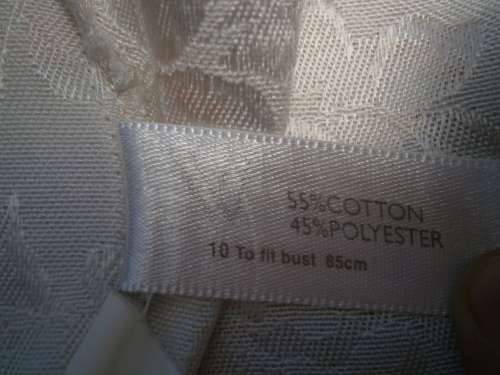 55%COTTON
45%POLYESTER
10 To fit bust 85cm